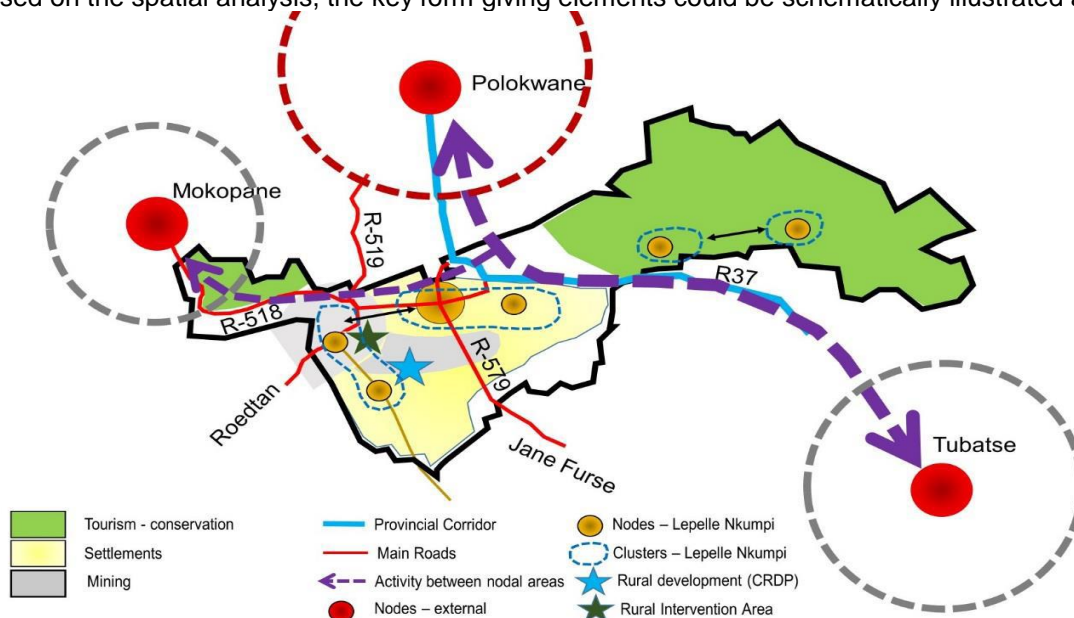 sed on the spatial analysis, the key form giving elements could be schematically illustrated a
Polokwane
Mokopane
R-519
R37
R-518
R-579
Roedtan
Jane Furse
Tubatse
Tourism - conservation
Settlements
Mining
Provincial Corridor
Main Roads
Activity between nodal areas
Nodes – external
Nodes – Lepelle Nkumpi
Clusters – Lepelle Nkumpi
Rural development (CRDP)
Rural Intervention Area